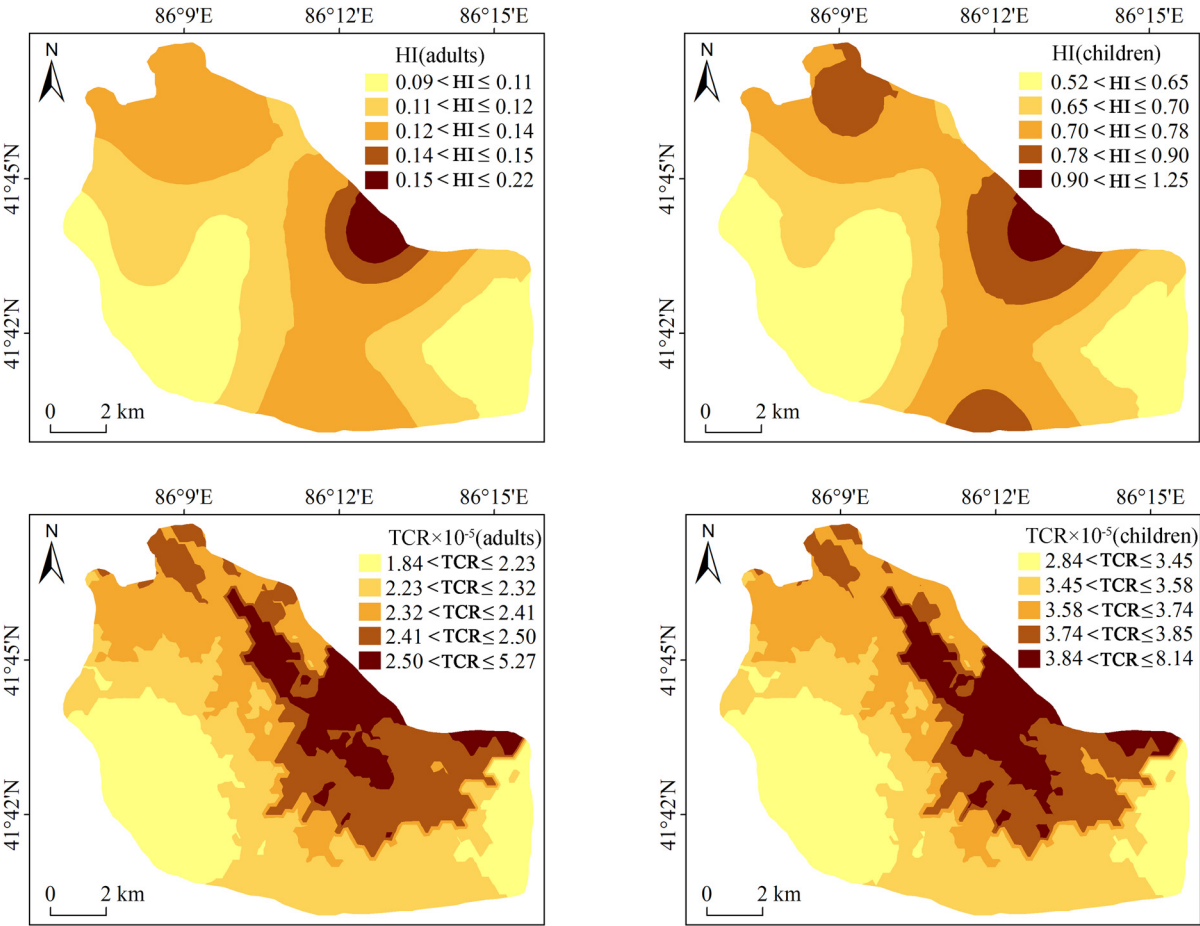 86°9'E 86°12'E 86°15'E
N
HI(adults)
0.09 < HI ≤ 0.11
0.11 < HI ≤ 0.12
0.12 < HI ≤ 0.14
0.14 < HI ≤ 0.15
0.15 < HI ≤ 0.22
41°45'N
41°42'N
0 2 km
86°9'E 86°12'E 86°15'E
N
HI(children)
0.52 < HI ≤ 0.65
0.65 < HI ≤ 0.70
0.70 < HI ≤ 0.78
0.78 < HI ≤ 0.90
0.90 < HI ≤ 1.25
41°45'N
41°42'N
0 2 km
86°9'E 86°12'E 86°15'E
N
TCR×10⁻⁵(adults)
1.84 < TCR ≤ 2.23
2.23 < TCR ≤ 2.32
2.32 < TCR ≤ 2.41
2.41 < TCR ≤ 2.50
2.50 < TCR ≤ 5.27
41°45'N
41°42'N
0 2 km
86°9'E 86°12'E 86°15'E
N
TCR×10⁻⁵(children)
2.84 < TCR ≤ 3.45
3.45 < TCR ≤ 3.58
3.58 < TCR ≤ 3.74
3.74 < TCR ≤ 3.85
3.84 < TCR ≤ 8.14
41°45'N
41°42'N
0 2 km